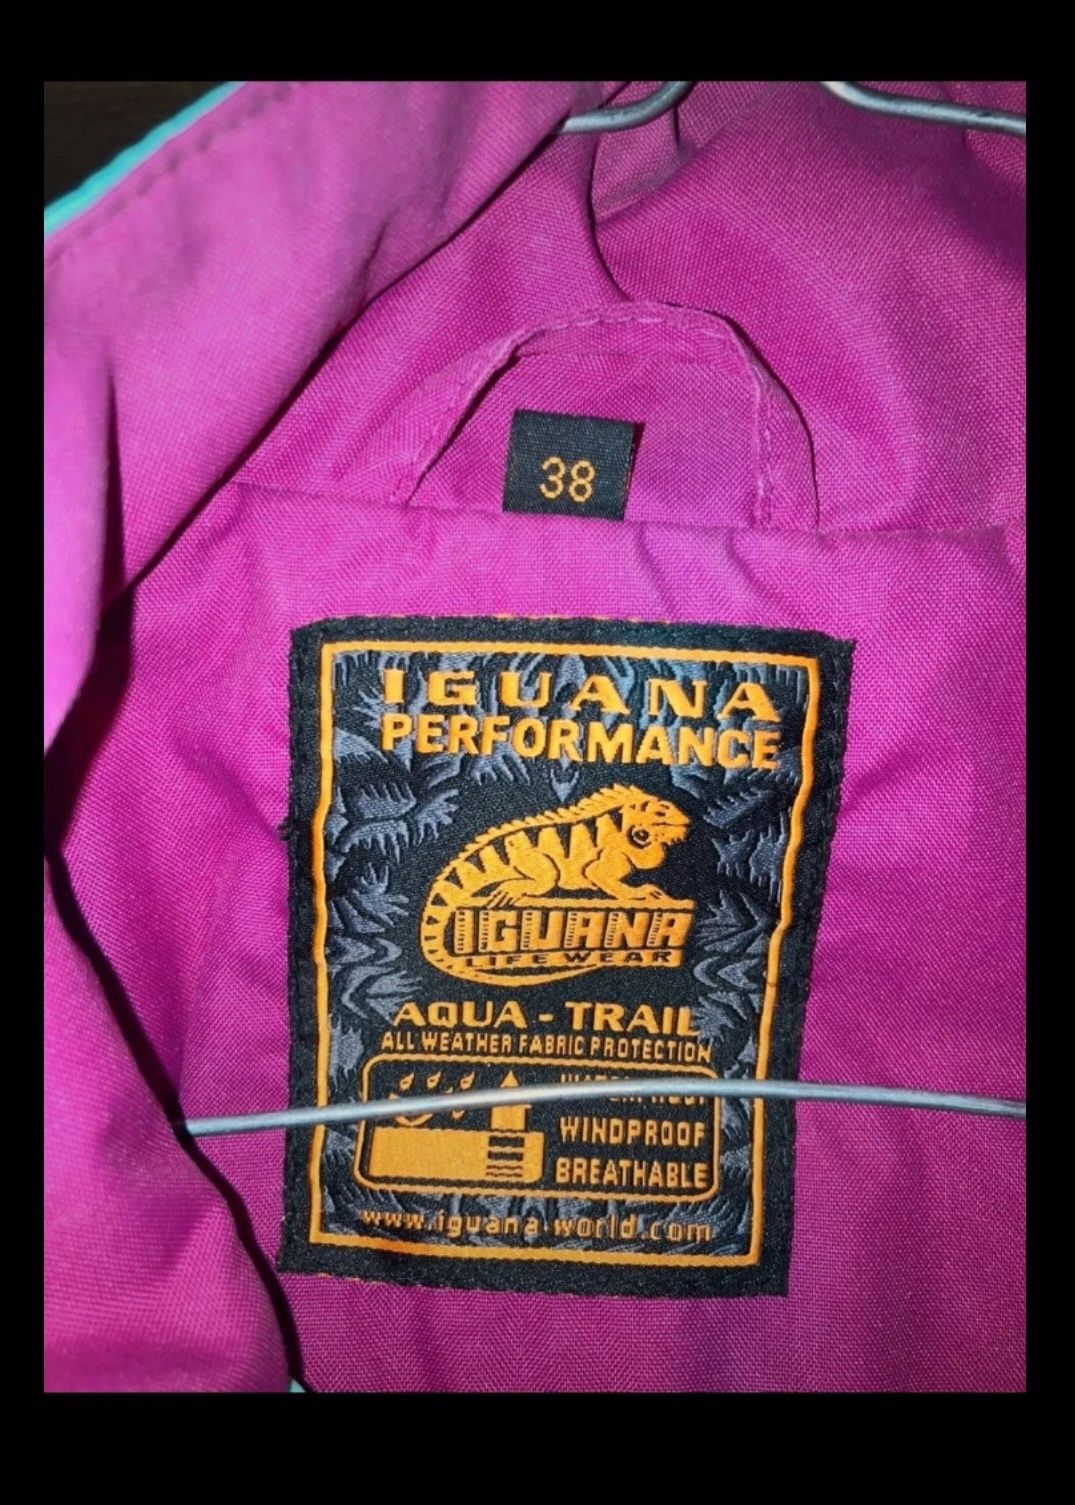 38
IGUANA
PERFORMANCE
IGUANA
LIFE WEAR
AQUA - TRAIL
ALL WEATHER FABRIC PROTECTION
WINDPROOF
BREATHABLE
www.iguana-world.com